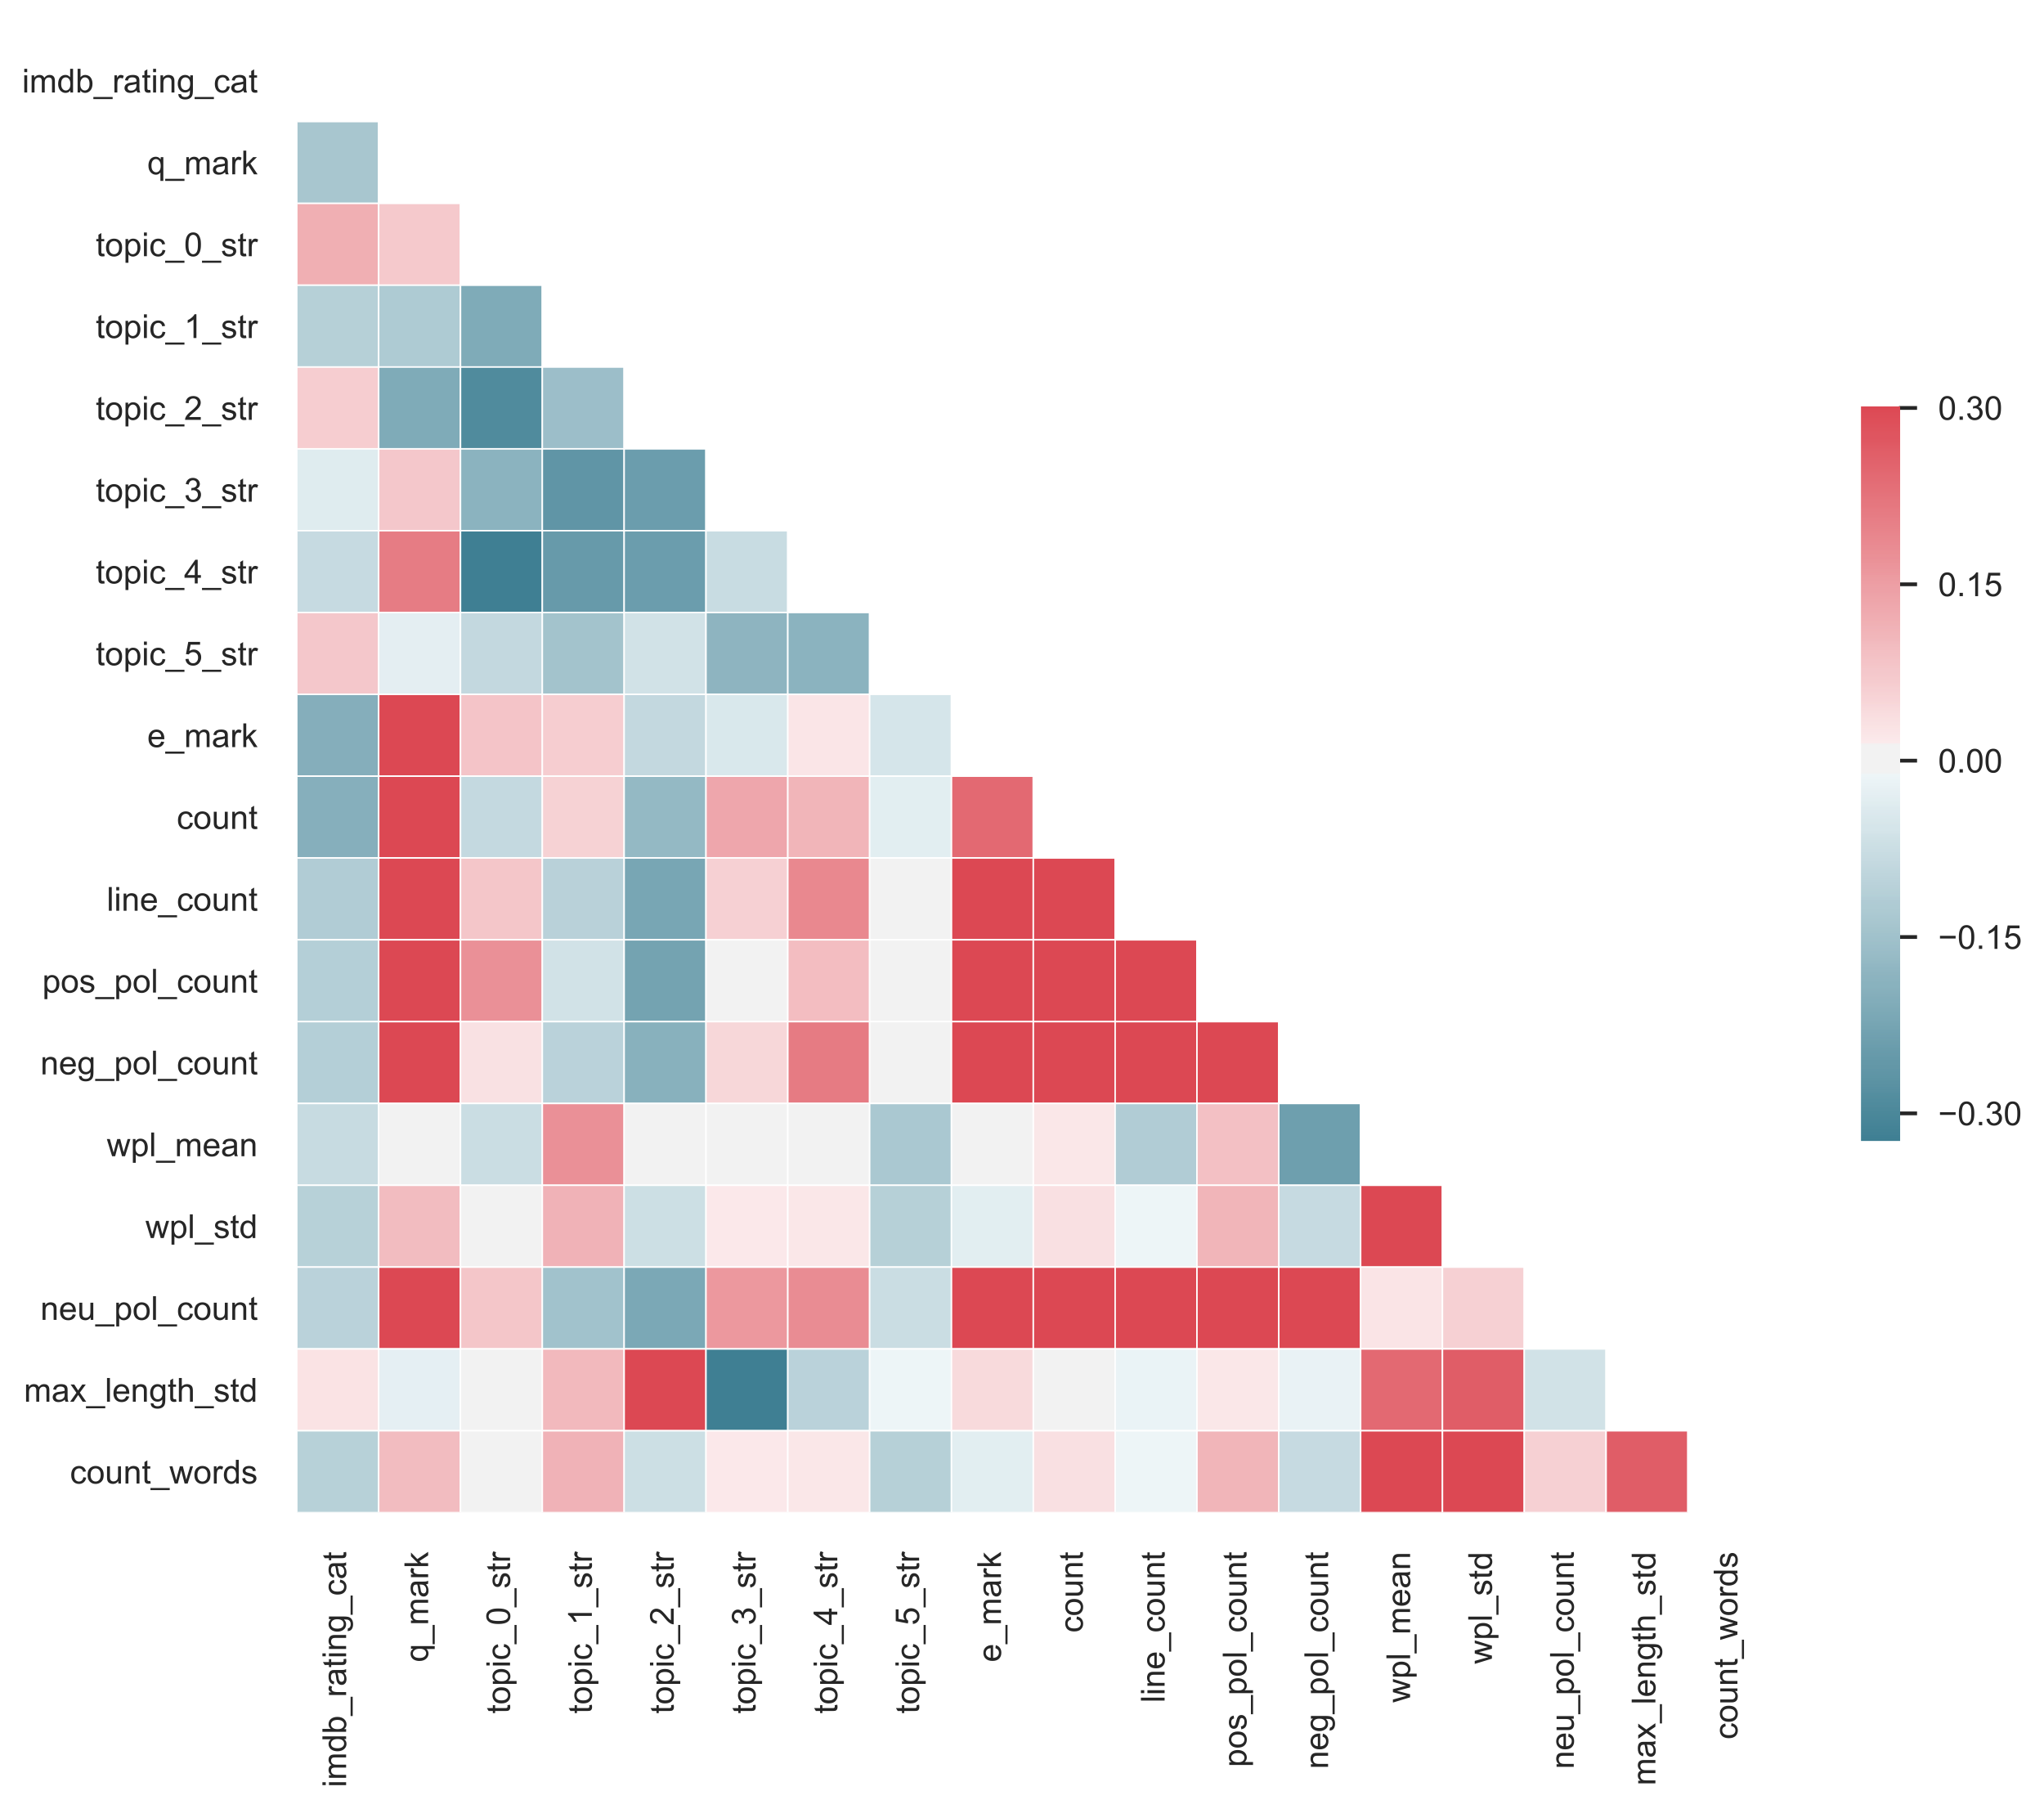 imdb_rating_cat
q_mark
topic_0_str
topic_1_str
topic_2_str
topic_3_str
topic_4_str
topic_5_str
e_mark
count
line_count
pos_pol_count
neg_pol_count
wpl_mean
wpl_std
neu_pol_count
max_length_std
count_words
imdb_rating_cat
q_mark
topic_0_str
topic_1_str
topic_2_str
topic_3_str
topic_4_str
topic_5_str
e_mark
count
line_count
pos_pol_count
neg_pol_count
wpl_mean
wpl_std
neu_pol_count
max_length_std
count_words
0.30
0.15
0.00
−0.15
−0.30